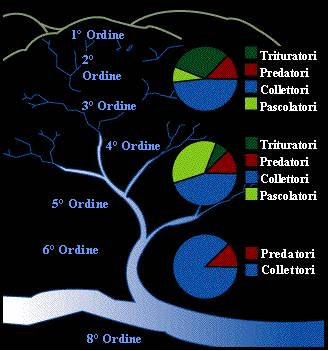 1° Ordine
2°
Ordine
3° Ordine
Trituratori
Predatori
Collettori
Pascolatori
4° Ordine
Trituratori
Predatori
Collettori
Pascolatori
5° Ordine
6° Ordine
Predatori
Collettori
8° Ordine